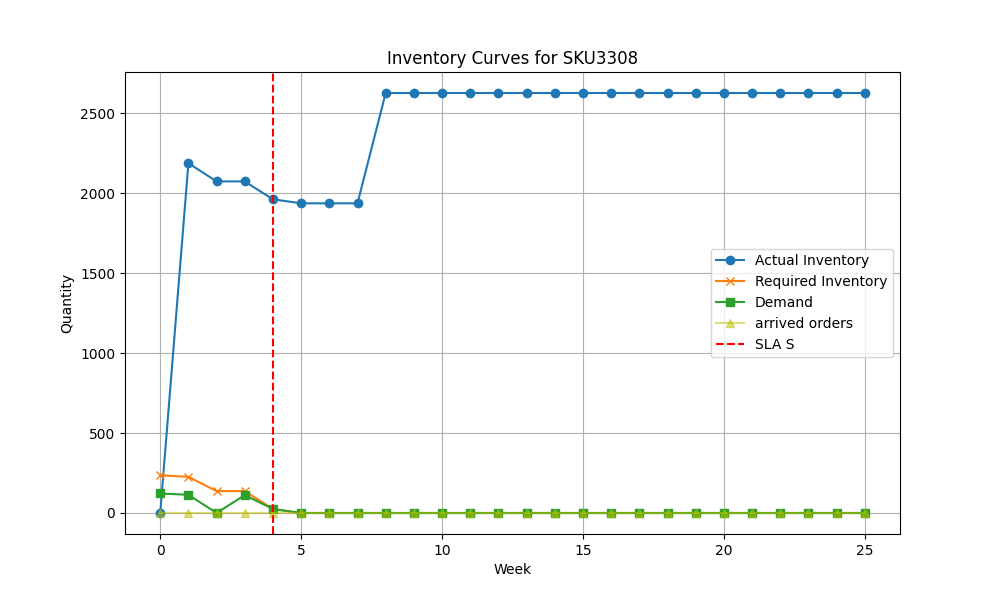 Inventory Curves for SKU3308
Quantity
2500
2000
1500
1000
500
0
Actual Inventory
Required Inventory
Demand
arrived orders
SLA S
0 5 10 15 20 25
Week